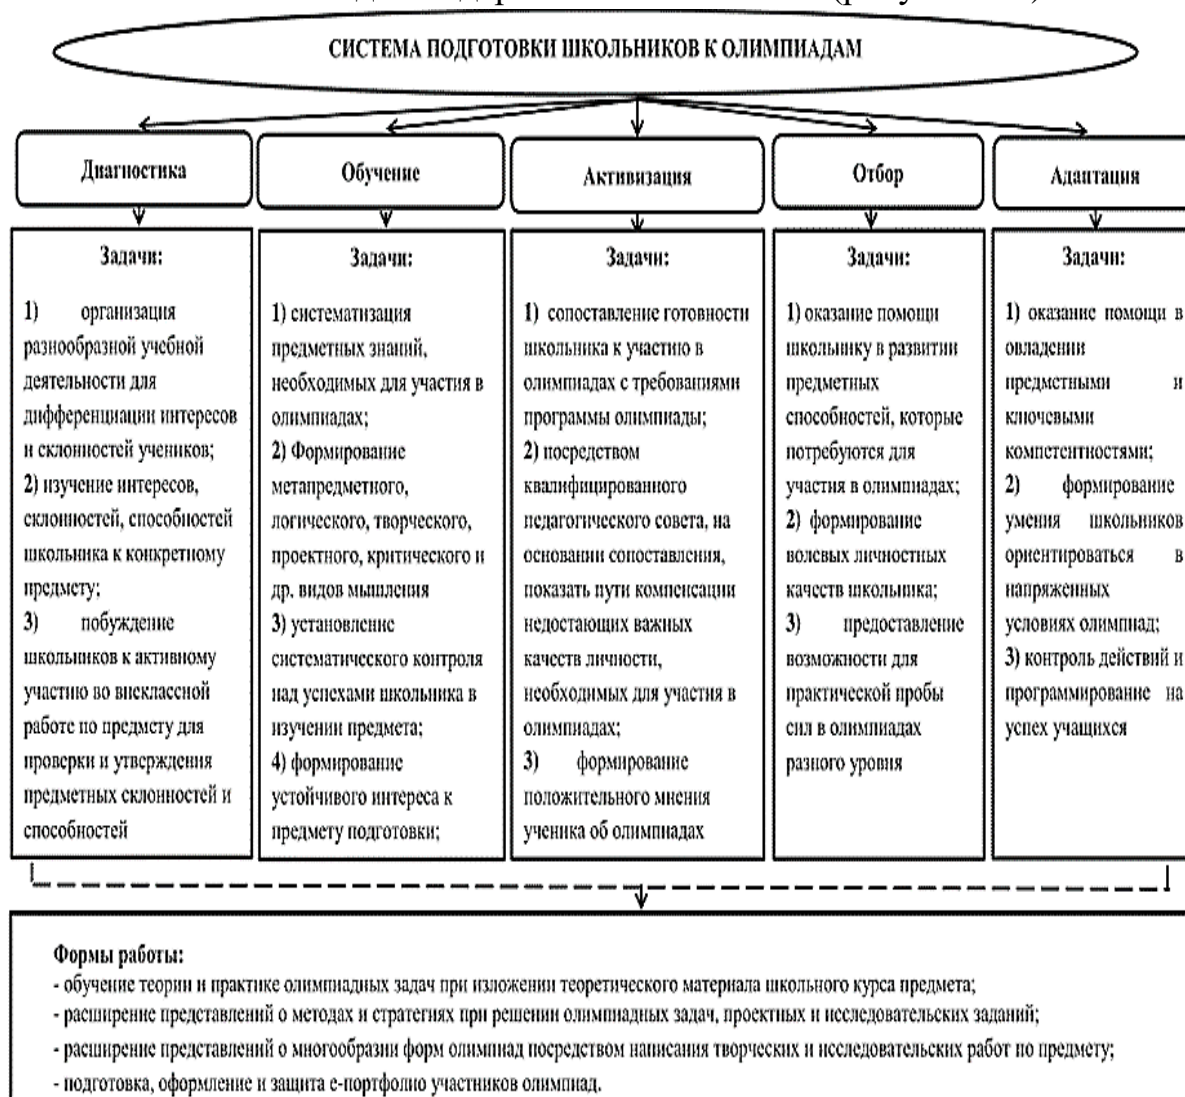 СИСТЕМА ПОДГОТОВКИ ШКОЛЬНИКОВ К ОЛИМПИАДАМ
Диагностика
Обучение
Активизация
Отбор
Адаптация
Задачи:
1) организация
разнообразной учебной
деятельности для
дифференциации интересов
и склонностей учеников;
2) изучение интересов,
склонностей, способностей
школьника к конкретному
предмету;
3) побуждение
школьников к активному
участию во внеклассной
работе по предмету для
проверки и утверждения
предметных склонностей и
способностей
Задачи:
1) систематизация
предметных знаний,
необходимых для участия в
олимпиадах;
2) Формирование
метапредметного,
логического, творческого,
проектного, критического и
др. видов мышления
3) установление
систематического контроля
над успехами школьника в
изучении предмета;
4) формирование
устойчивого интереса к
предмету подготовки;
Задачи:
1) сопоставление готовности
школьника к участию в
олимпиадах с требованиями
программы олимпиады;
2) посредством
квалифицированного
педагогического совета, на
основании сопоставления,
показать пути компенсации
недостающих важных
качеств личности,
необходимых для участия в
олимпиадах;
3) формирование
положительного мнения
ученика об олимпиадах
Задачи:
1) оказание помощи
школьнику в развитии
предметных
способностей, которые
потребуются для
участия в олимпиадах;
2) формирование
волевых личностных
качеств школьника;
3) предоставление
возможности для
практической пробы
сил в олимпиадах
разного уровня
Задачи:
1) оказание помощи в
овладении
предметными и
ключевыми
компетентностями;
2) формирование
умения школьников
ориентироваться в
напряженных
условиях олимпиад;
3) контроль действий и
программирование на
успех учащихся
Формы работы:
- обучение теории и практике олимпиадных задач при изложении теоретического материала школьного курса предмета;
- расширение представлений о методах и стратегиях при решении олимпиадных задач, проектных и исследовательских заданий;
- расширение представлений о многообразии форм олимпиад посредством написания творческих и исследовательских работ по предмету;
- подготовка, оформление и защита е-портфолио участников олимпиад.